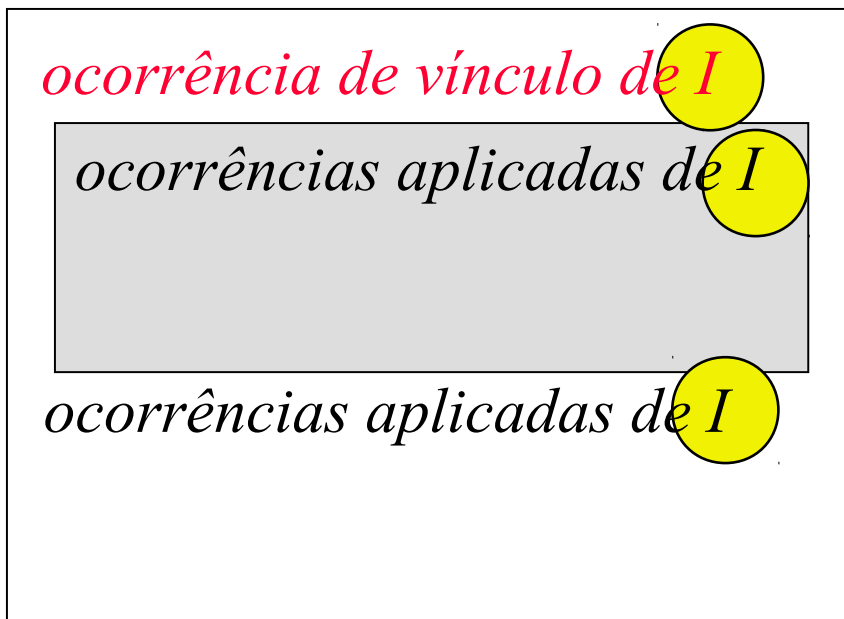 ocorrência de vínculo de I
ocorrências aplicadas de I
ocorrências aplicadas de I